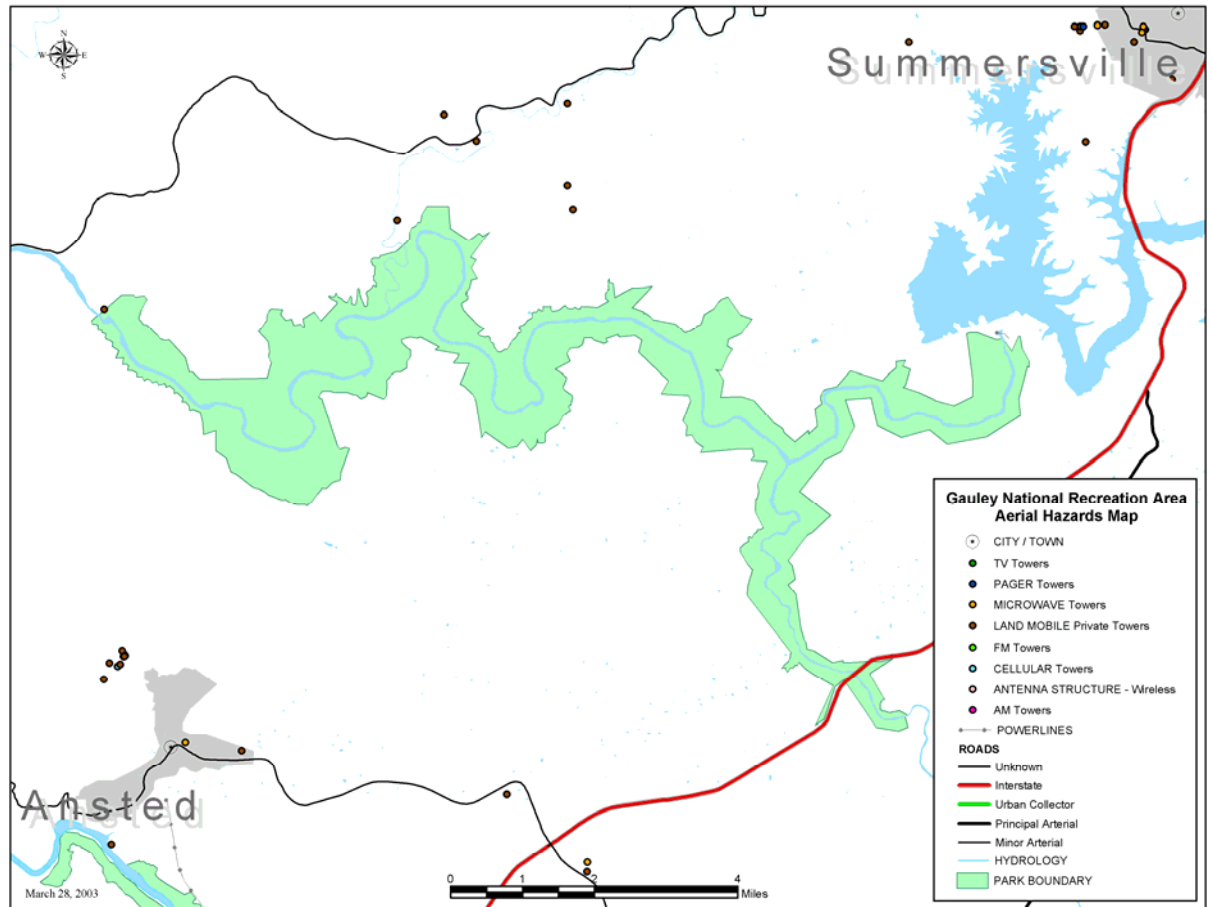 N
W E
S
Summersville
Ansted
March 28, 2003
0 1 2 4
Miles
Gauley National Recreation Area
Aerial Hazards Map
CITY / TOWN
TV Towers
PAGER Towers
MICROWAVE Towers
LAND MOBILE Private Towers
FM Towers
CELLULAR Towers
ANTENNA STRUCTURE - Wireless
AM Towers
POWERLINES
ROADS
Unknown
Interstate
Urban Collector
Principal Arterial
Minor Arterial
HYDROLOGY
PARK BOUNDARY